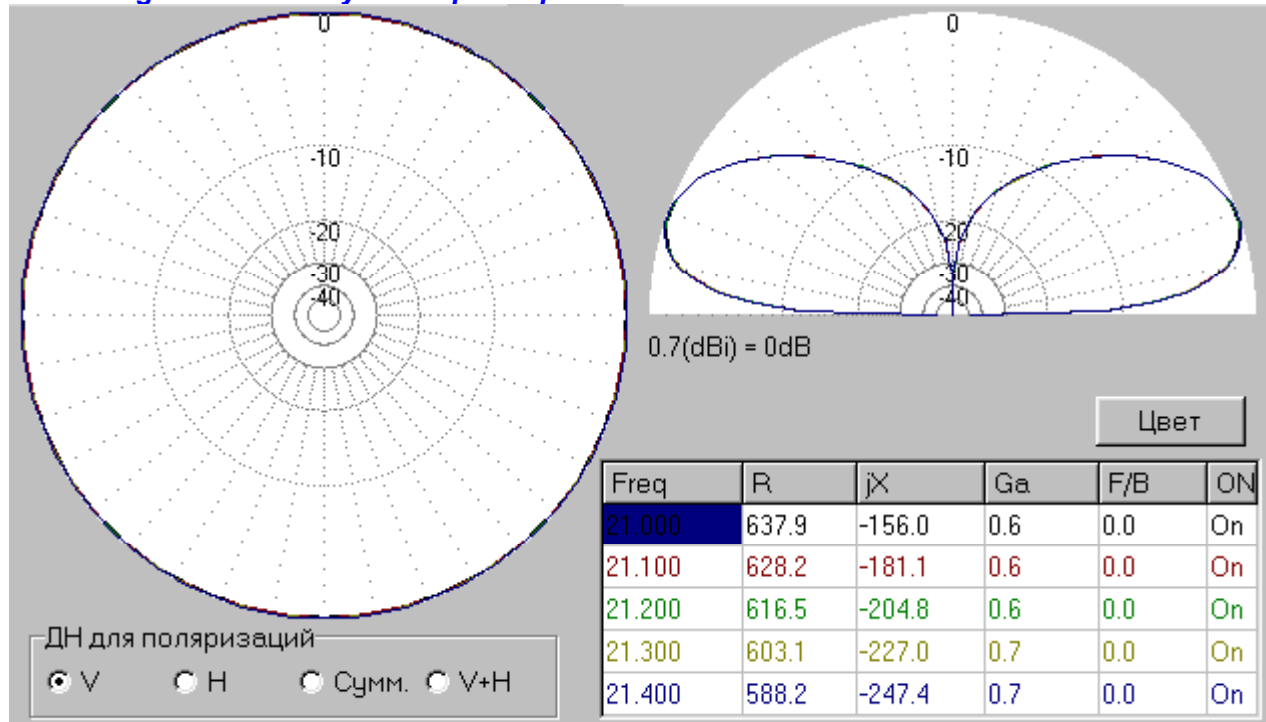 0
-10
-20
-30
-40
0
-10
-20
-30
-40
0.7(dBi) = 0dB
Цвет
Freq R jX Ga F/B ON
21.000 637.9 -156.0 0.6 0.0 On
21.100 628.2 -181.1 0.6 0.0 On
21.200 616.5 -204.8 0.6 0.0 On
21.300 603.1 -227.0 0.7 0.0 On
21.400 588.2 -247.4 0.7 0.0 On
ДН для поляризаций
V H Сумм. V+H